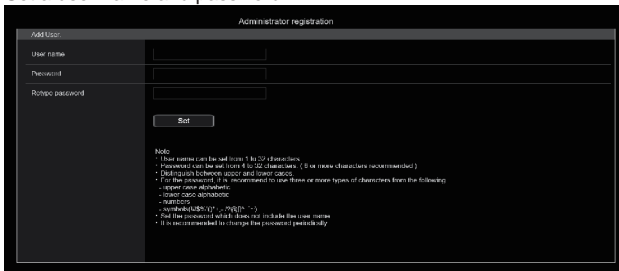 Administrator registration
Add User.
User name
Password
Retype password
Set
Note
・User name can be set from 1 to 32 characters
・Password can be set from 4 to 32 characters. ( 8 or more characters recommended )
・Distinguish between upper and lower cases.
・For the password, it is recommend to use three or more types of characters from the following
- upper case alphabetic
- lower case alphabetic
- numbers
- symbols
・Set the password which does not include the user name
・It is recommended to change the password periodically